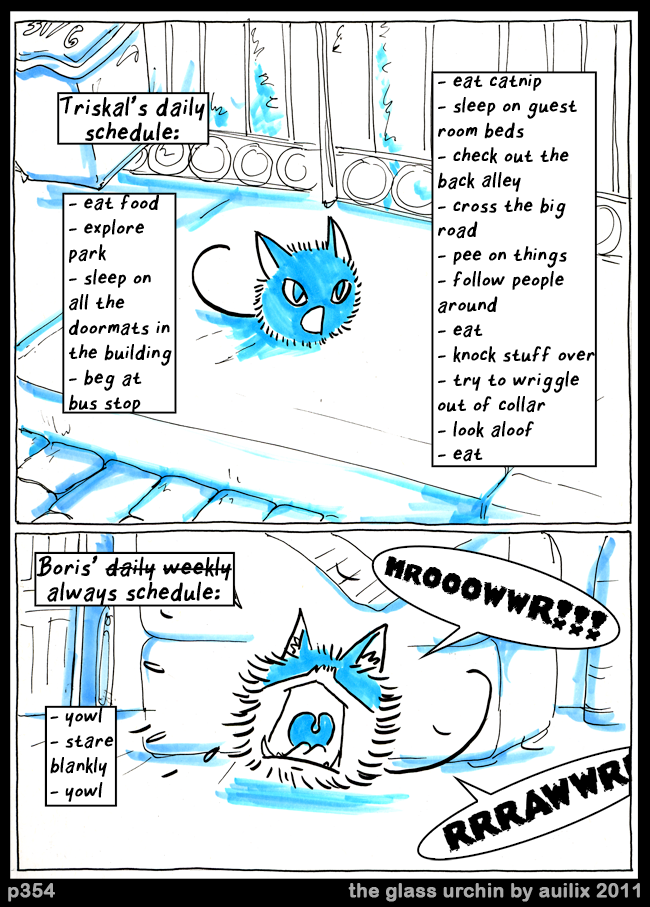 Triskal's daily
schedule:
- eat food
- explore
park
- sleep on
all the
doormats in
the building
- beg at
bus stop
- eat catnip
- sleep on guest
room beds
- check out the
back alley
- cross the big
road
- pee on things
- follow people
around
- eat
- knock stuff over
- try to wriggle
out of collar
- look aloof
- eat
Boris' daily weekly
always schedule:
MROOOWWR!!!
- yowl
- stare
blankly
- yowl
RRRAWWR!
p354
the glass urchin by auilix 2011